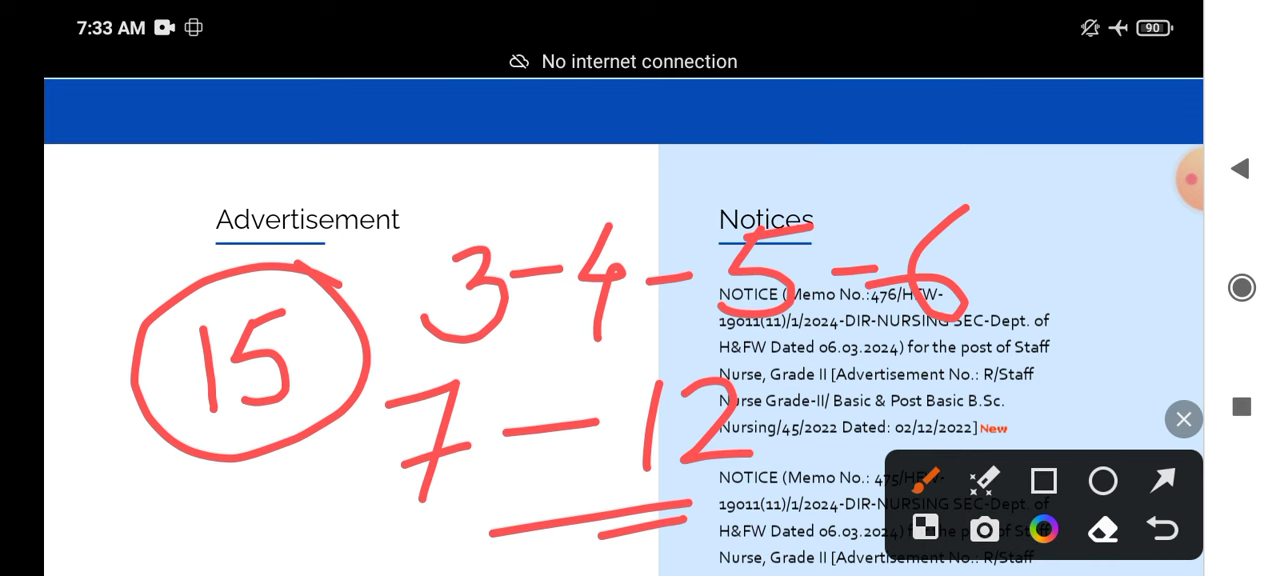 7:33 AM
90
No internet connection
Advertisement
15
3-4-5-6
7-12
Notices
NOTICE (Memo No.:476/HFW-
19011(11)/1/2024-DIR-NURSING SEC-Dept. of
H&FW Dated 06.03.2024) for the post of Staff
Nurse, Grade II [Advertisement No.: R/Staff
Nurse Grade-II/ Basic & Post Basic B.Sc.
Nursing/45/2022 Dated: 02/12/2022] New
NOTICE (Memo No.: 475/HFW-
19011(11)/1/2024-DIR-NURSING SEC-Dept. of
H&FW Dated 06.03.2024) for the post of Staff
Nurse, Grade II [Advertisement No.: R/Staff